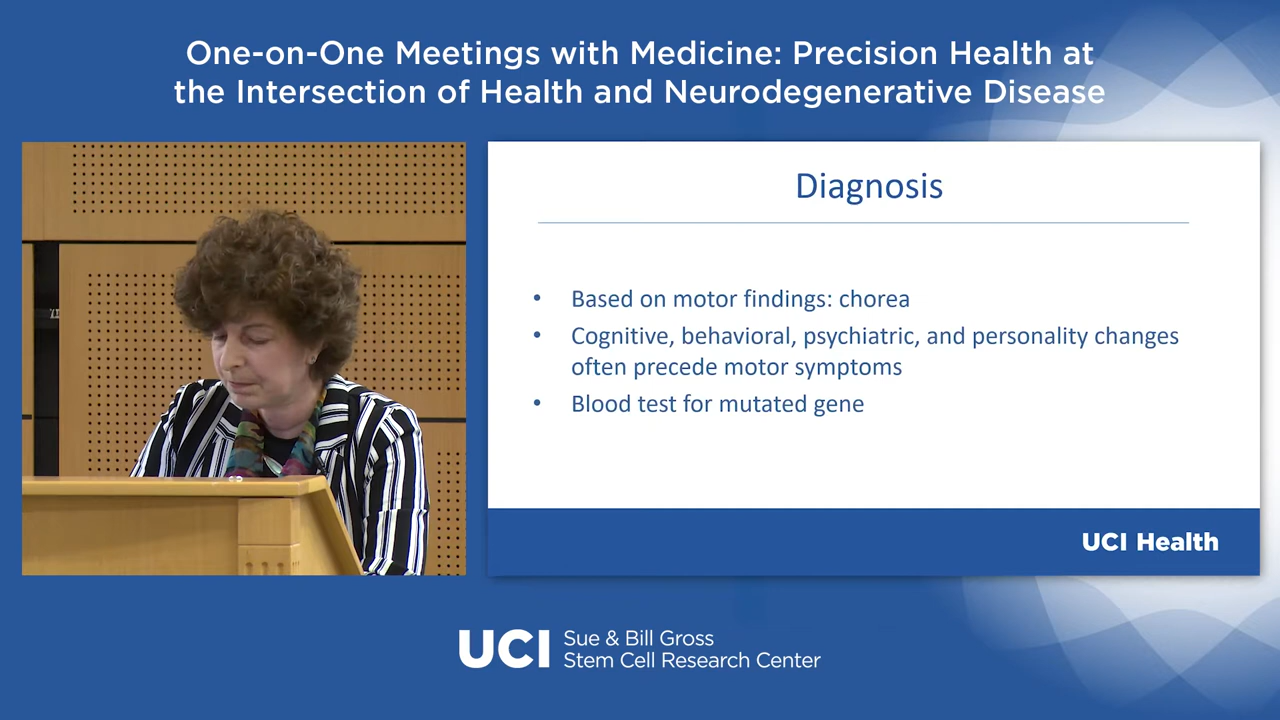 One-on-One Meetings with Medicine: Precision Health at
the Intersection of Health and Neurodegenerative Disease
Diagnosis
• Based on motor findings: chorea
• Cognitive, behavioral, psychiatric, and personality changes
often precede motor symptoms
• Blood test for mutated gene
UCI Health
UCI Sue & Bill Gross
Stem Cell Research Center